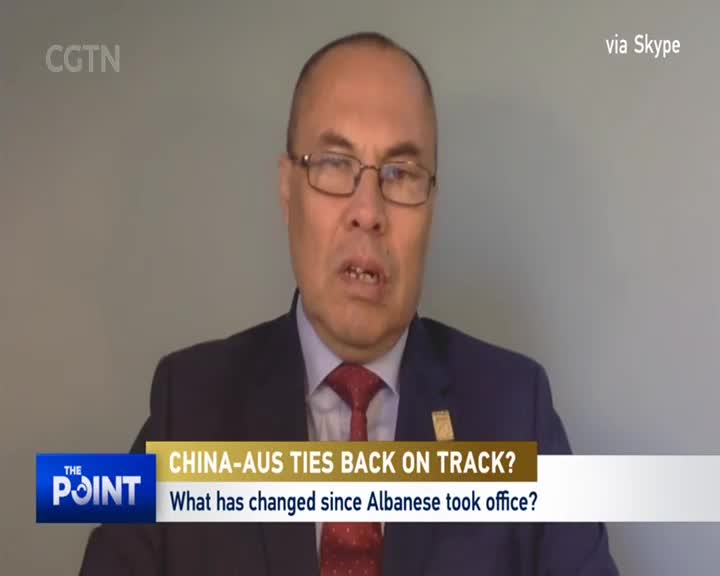 CGTN
via Skype
CHINA-AUS TIES BACK ON TRACK?
THE POINT
What has changed since Albanese took office?